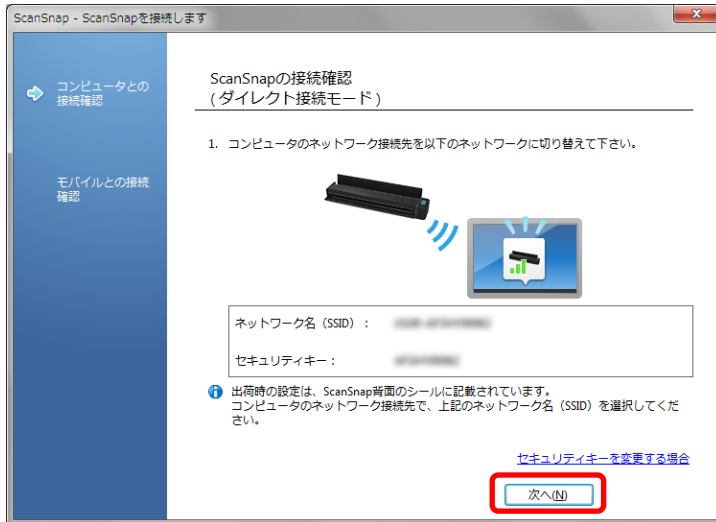 ScanSnap - ScanSnapを接続します
コンピュータとの
接続確認
モバイルとの接続
確認
ScanSnapの接続確認
(ダイレクト接続モード)
1. コンピュータのネットワーク接続先を以下のネットワークに切り替えて下さい。
ネットワーク名（SSID）：
セキュリティキー：
出荷時の設定は、ScanSnap背面のシールに記載されています。
コンピュータのネットワーク接続先で、上記のネットワーク名（SSID）を選択してくだ
さい。
セキュリティキーを変更する場合
次へ(N)